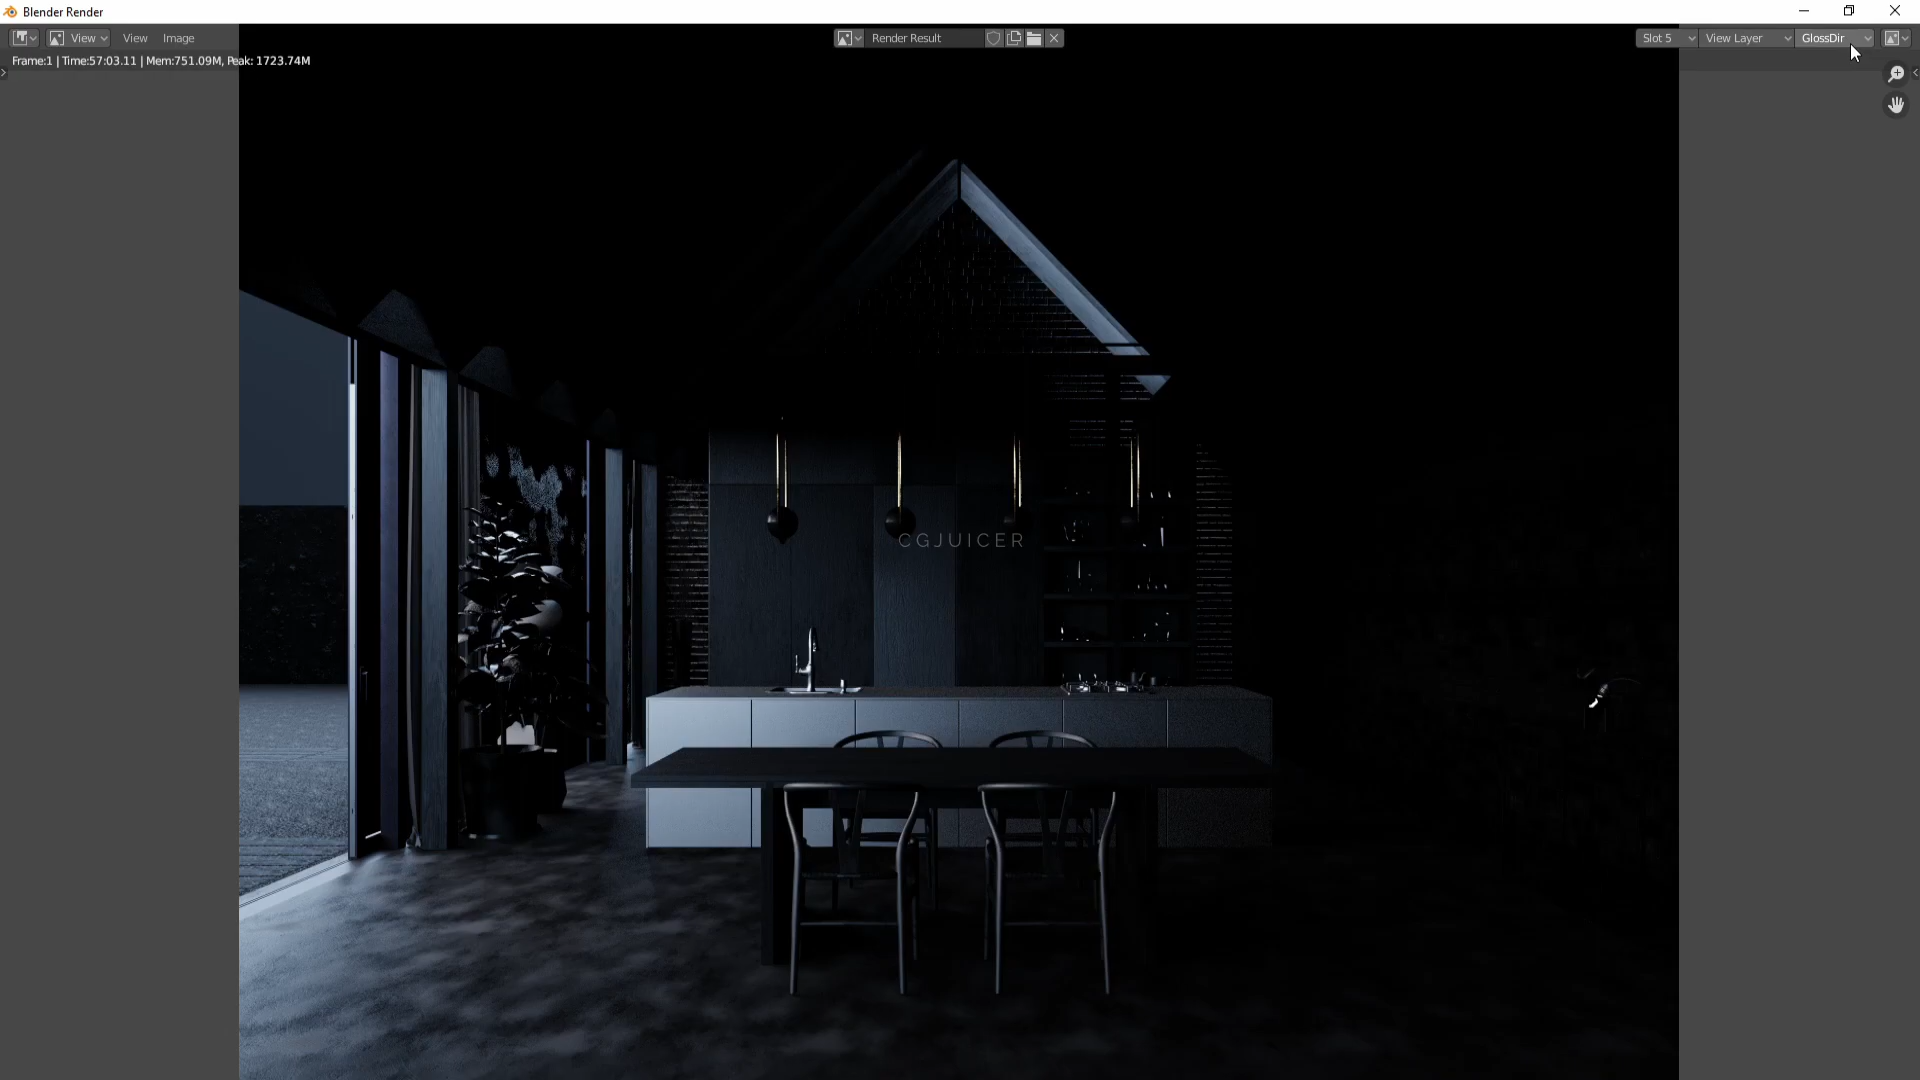 Blender Render
View View Image Render Result Slot 5 View Layer GlossDir
Frame:1 | Time:57:03.11 | Mem:751.09M, Peak: 1723.74M
CGJUICER